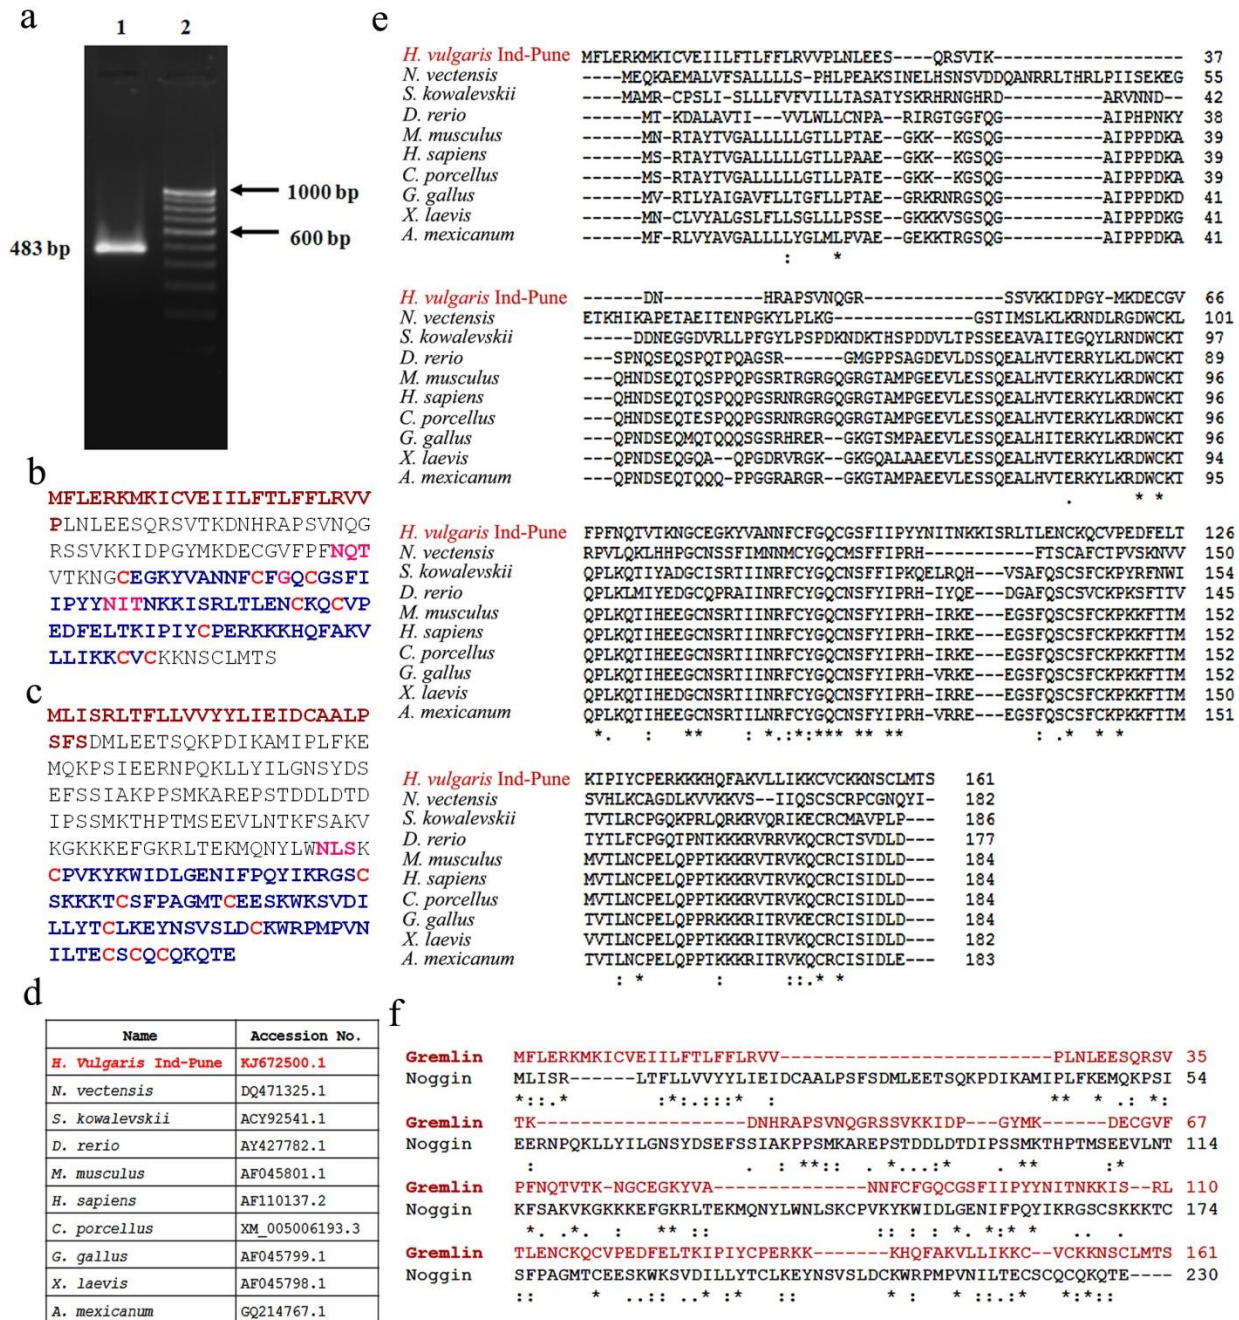 a
1 2
1000 bp
600 bp
483 bp
b
MFLERKMKICVEIILFTLFFLRVV
PLNLEESQRSVTKDNHRAPSVNQG
RSSVKKIDPGYMKDECGVFPFNQT
VTKNGCEGKYVANNFCFGQCGSFI
IPYYNITNKKISRLTLENCKQCVP
EDFELTKIPIYCPERKKKHQFAKV
LLIKKCVCKKNSCLMTS
c
MLISRLTFLLVVYYLIEIDCAALP
SFSDMLEETSQKPDIKAMIPLFKE
MQKPSIEERNPQKLLYILGNSYDS
EFSSIAKPPSMKAREPSTDDLDTD
IPSSMKTHPTMSEEVLNTKFSAKV
KGKKKEFGKRLTEKMQNYLWNLSK
CPVKYKWIDLGENIFPQYIKRGSC
SKKKTCSFPAGMTCEESKWKSVDI
LLYTCLKEYNSVSLDCKWRPMPVN
ILTECSCQCQKQTE
d
Name Accession No.
H. Vulgaris Ind-Pune KJ672500.1
N. vectensis DQ471325.1
S. kowalevskii ACY92541.1
D. rerio AY427782.1
M. musculus AF045801.1
H. sapiens AF110137.2
C. porcellus XM_005006193.3
G. gallus AF045799.1
X. laevis AF045798.1
A. mexicanum GQ214767.1
e
H. vulgaris Ind-Pune MFLERKMKICVEIILFTLFFLRVVPLNLEES----QRSVTK------------------ 37
N. vectensis ----MEQKAEMALVFSALLLLS-PHLPEAKSINELHSNSVDDQANRRLTHRLPIISEKEG 55
S. kowalevskii ----MAMR-CPSLI-SLLLFVFVILLTASATYSKRHRNGHRD----------ARVNND-- 42
D. rerio ------MT-KDALAVTI---VVLWLLCNPA--RIRGTGGFQG----------AIPHPNKY 38
M. musculus ------MN-RTAYTVGALLLLLGTLLPTAE--GKK--KGSQG----------AIPPPDKA 39
H. sapiens ------MS-RTAYTVGALLLLLGTLLPAAE--GKK--KGSQG----------AIPPPDKA 39
C. porcellus ------MS-RTAYTVGALLLLLGTLLPTAE--GKK--KGSQG----------AIPPPDKA 39
G. gallus ------MV-RTLYAIGAVFLLTGFLLPTAE--GRKRNRGSQG----------AIPPPDKA 41
X. laevis ------MN-CLVYALGSLFLLSGLLLPSSE--GKKKVSGSQG----------AIPPPDKG 41
A. mexicanum ------MF-RLVYAVGALLLLYGLMLPVAE--GEKKTRGSQG----------AIPPPDKA 41
: *
H. vulgaris Ind-Pune ------DN-----------HRAPSVNQGR--------------SSVKKIDPGY-MKDECGV 66
N. vectensis ETKHIKAPETAEITENPGKYLPLKG--------------GSTIMSLKLKRNDLRGDWCKL 101
S. kowalevskii -----DDNEGGDVRLLPFGYLPSPDKNDKTHSPDDVLTPSSEEAVAITEGQYLRNDWCKL 97
D. rerio ---SPNQSEQSPQTPQAGSR------GMGPPSAGDEVLDSSQEALHVTERRYLKLDWCKT 89
M. musculus ---QHNDSEQTQSPPQPGSRTRGRGQGRGTAMPGEEVLESSQEALHVTERKYLKRDWCKT 96
H. sapiens ---QHNDSEQTQSPQQPGSRNRGRGQGRGTAMPGEEVLESSQEALHVTERKYLKRDWCKT 96
C. porcellus ---QHNDSEQTESPQQPGSRNRGRGQGRGTAMPGEEVLESSQEALHVTERKYLKRDWCKT 96
G. gallus ---QPNDSEQMQTQQQSGSRHRER--GKGTSMPAEEVLESSQEALHITERKYLKRDWCKT 96
X. laevis ---QPNDSEQGQA--QPGDRVRGK--GKGQALAAEEVLESSQEALHVTERKYLKRDWCKT 94
A. mexicanum ---QPNDSEQTQQQ-PPGGRARGR--GKGTAMPGEEVLESSQEALHVTERKYLKRDWCKT 95
. * *
H. vulgaris Ind-Pune FPFNQTVTKNGCEGKYVANNFCFGQCGSFIIPYYNITNKKISRLTLENCKQCVPEDFELT 126
N. vectensis RPVLQKLHHPGCNSSFIMNNMCYGQCMSFFIPRH-----------FTSCAFCTPVSKNVV 150
S. kowalevskii QPLKQTIYADGCISRTIINRFCYGQCNSFFIPKQELRQH---VSAFQSCSFCKPYRFNWI 154
D. rerio QPLKLMIYEDGCQPRAIINRFCYGQCNSFYIPRH-IYQE---DGAFQSCSVCKPKSFTTV 145
M. musculus QPLKQTIHEEGCNSRTIINRFCYGQCNSFYIPRH-IRKE---EGSFQSCSFCKPKKFTTM 152
H. sapiens QPLKQTIHEEGCNSRTIINRFCYGQCNSFYIPRH-IRKE---EGSFQSCSFCKPKKFTTM 152
C. porcellus QPLKQTIHEEGCNSRTIINRFCYGQCNSFYIPRH-IRKE---EGSFQSCSFCKPKKFTTM 152
G. gallus QPLKQTIHEDGCNSRTIINRFCYGQCNSFYIPRH-IRKE---EGSFQSCSFCKPKKFTTM 152
X. laevis QPLKQTIHEDGCNSRTIINRFCYGQCNSFYIPRH-IRRE---EGSFQSCSFCKPKKFTTM 150
A. mexicanum QPLKQTIHEEGCNSRTILNRFCYGQCNSFYIPRH-VRRE---EGSFQSCSFCKPKKFTTM 151
*. : ** : *.:*:*** ** ** : .* * *
H. vulgaris Ind-Pune KIPIYCPERKKKHQFAKVLLIKKCVCKKNSCLMTS 161
N. vectensis SVHLKCAGDLKVVKKVS--IIQSCSCRPCGNQYI- 182
S. kowalevskii TVTLRCPGQKPRLQKRVQRIKECRCMAVPLP--- 186
D. rerio TYTLFCPGQTPNTKKKRVRRVKQCRCTSVDLD--- 177
M. musculus MVTLNCPELQPPTKKKRVTRVKQCRCISIDLD--- 184
H. sapiens MVTLNCPELQPPTKKKRVTRVKQCRCISIDLD--- 184
C. porcellus MVTLNCPELQPPTKKKRVTRVKQCRCISIDLD--- 184
G. gallus TVTLNCPELQPPRKKKRITRVKECRCISIDLD--- 184
X. laevis VVTLNCPELQPPTKKKRITRVKQCRCISIDLD--- 182
A. mexicanum TVTLNCPELQPPTKKKRITRVKQCRCISIDLE--- 183
: * : ::.* *
f
Gremlin MFLERKMKICVEIILFTLFFLRVV-----------------------PLNLEESQRSV 35
Noggin MLISR------LTFLLVVYYLIEIDCAALPSFSDMLEETSQKPDIKAMIPLFKEMQKPSI 54
*::.* :*:.:::* : ** * .: *:
Gremlin TK------------------DNHRAPSVNQGRSSVKKIDP---GYMK-----DECGVF 67
Noggin EERNPQKLLYILGNSYDSEFSSIAKPPSMKAREPSTDDLDTDIPSSMKTHPTMSEEVLNT 114
: . : **:: . *...:* . ** :*
Gremlin PFNQTVTK-NGCEGKYVA--------------NNFCFGQCGSFIIPYYNITNKKIS--RL 110
Noggin KFSAKVKGKKKEFGKRLTEKMQNYLWNLSKCPVKYKWIDLGENIFPQYIKRGSCSKKKTC 174
*. .*. : ** : :: : : *. *:* * .. .
Gremlin TLENCKQCVPEDFELTKIPIYCPERKK-------KHQFAKVLLIKKC--VCKKNSCLMTS 161
Noggin SFPAGMTCEESKWKSVDILLYTCLKEYNSVSLDCKWRPMPVNILTECSCQCQKQTE---- 230
:: * ..:: .* :* :: * : * ::.:* *:*::